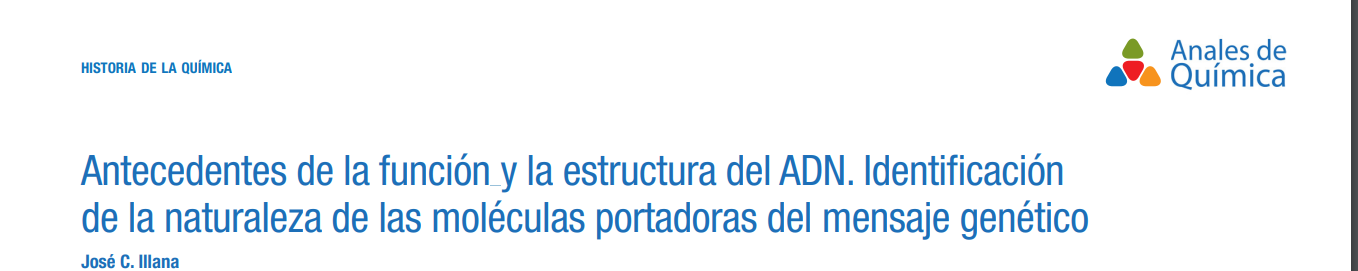 HISTORIA DE LA QUÍMICA
Anales de
Química
Antecedentes de la función_y la estructura del ADN. Identificación
de la naturaleza de las moléculas portadoras del mensaje genético
José C. Illana